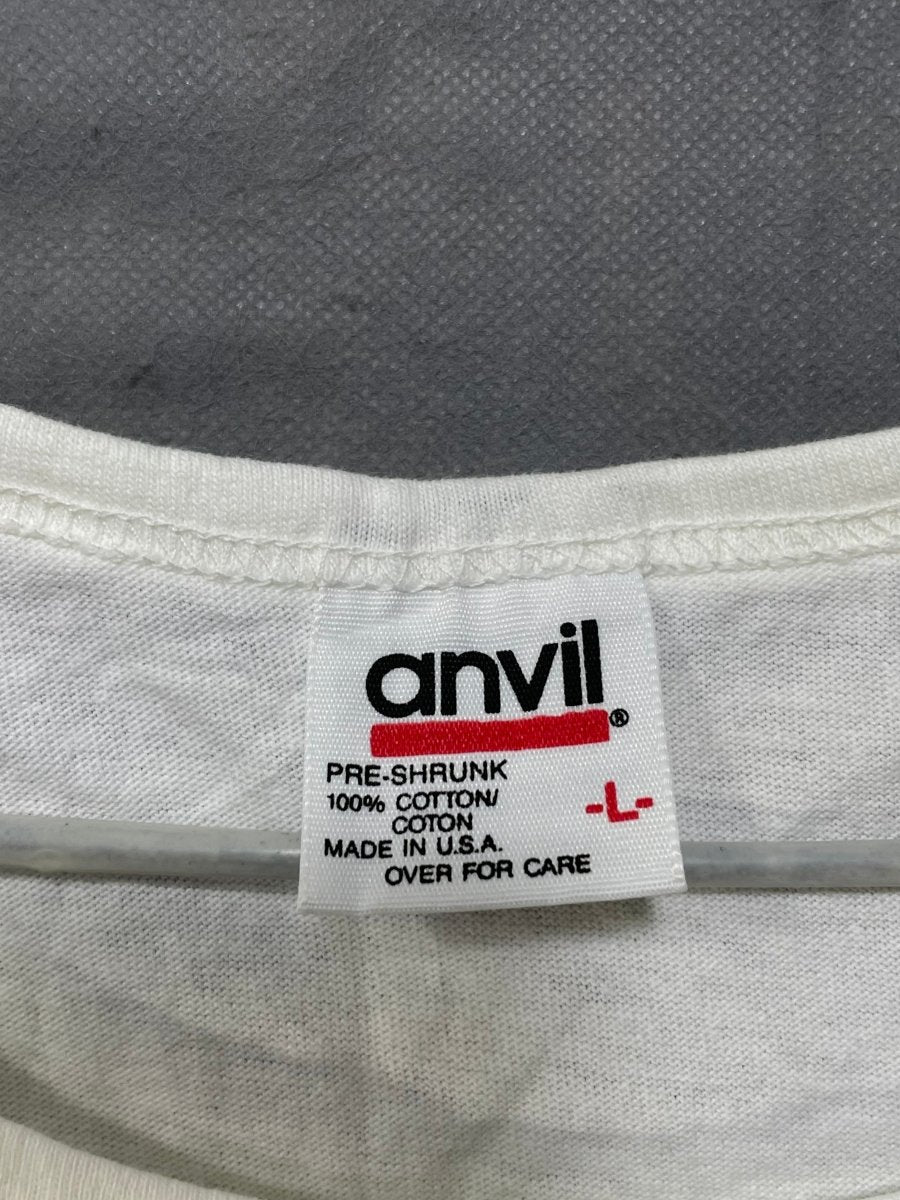 anvil®
PRE-SHRUNK
100% COTTON/
COTON
-L-
MADE IN U.S.A.
OVER FOR CARE